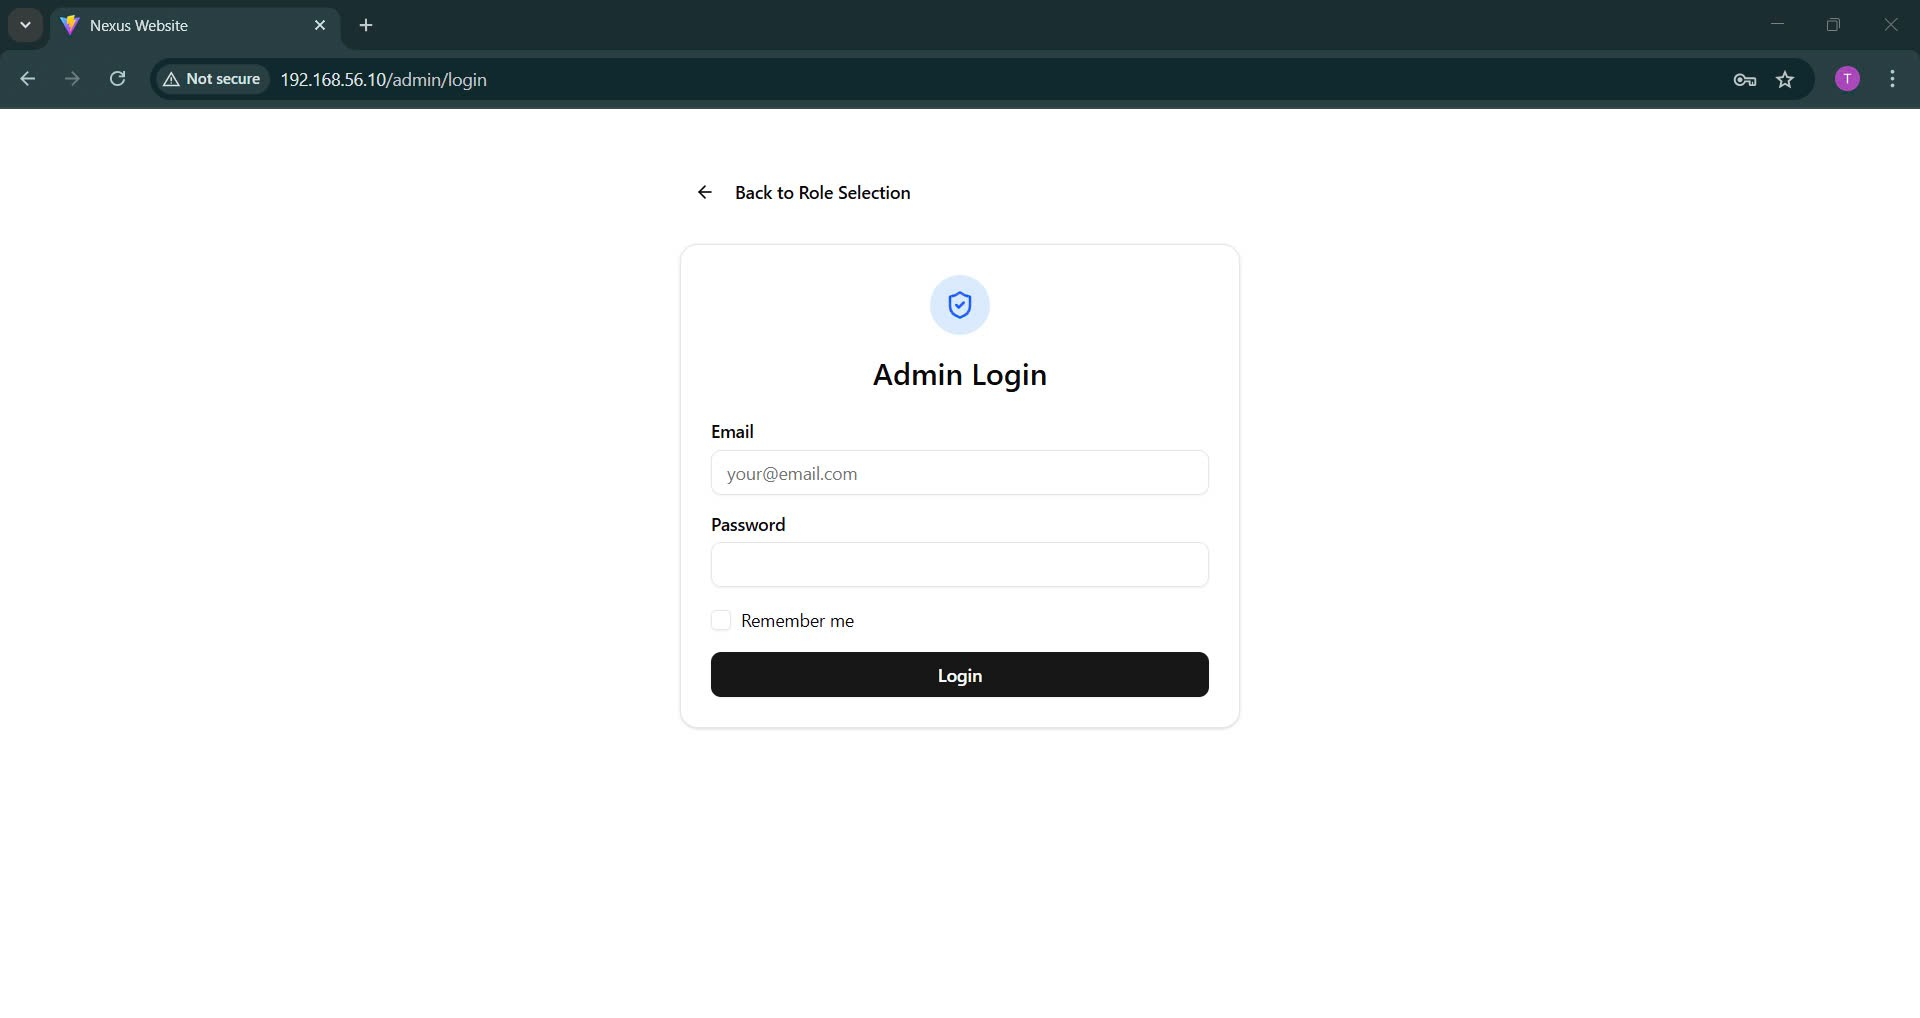 Nexus Website
Not secure
192.168.56.10/admin/login
T
Back to Role Selection
Admin Login
Email
your@email.com
Password
Remember me
Login